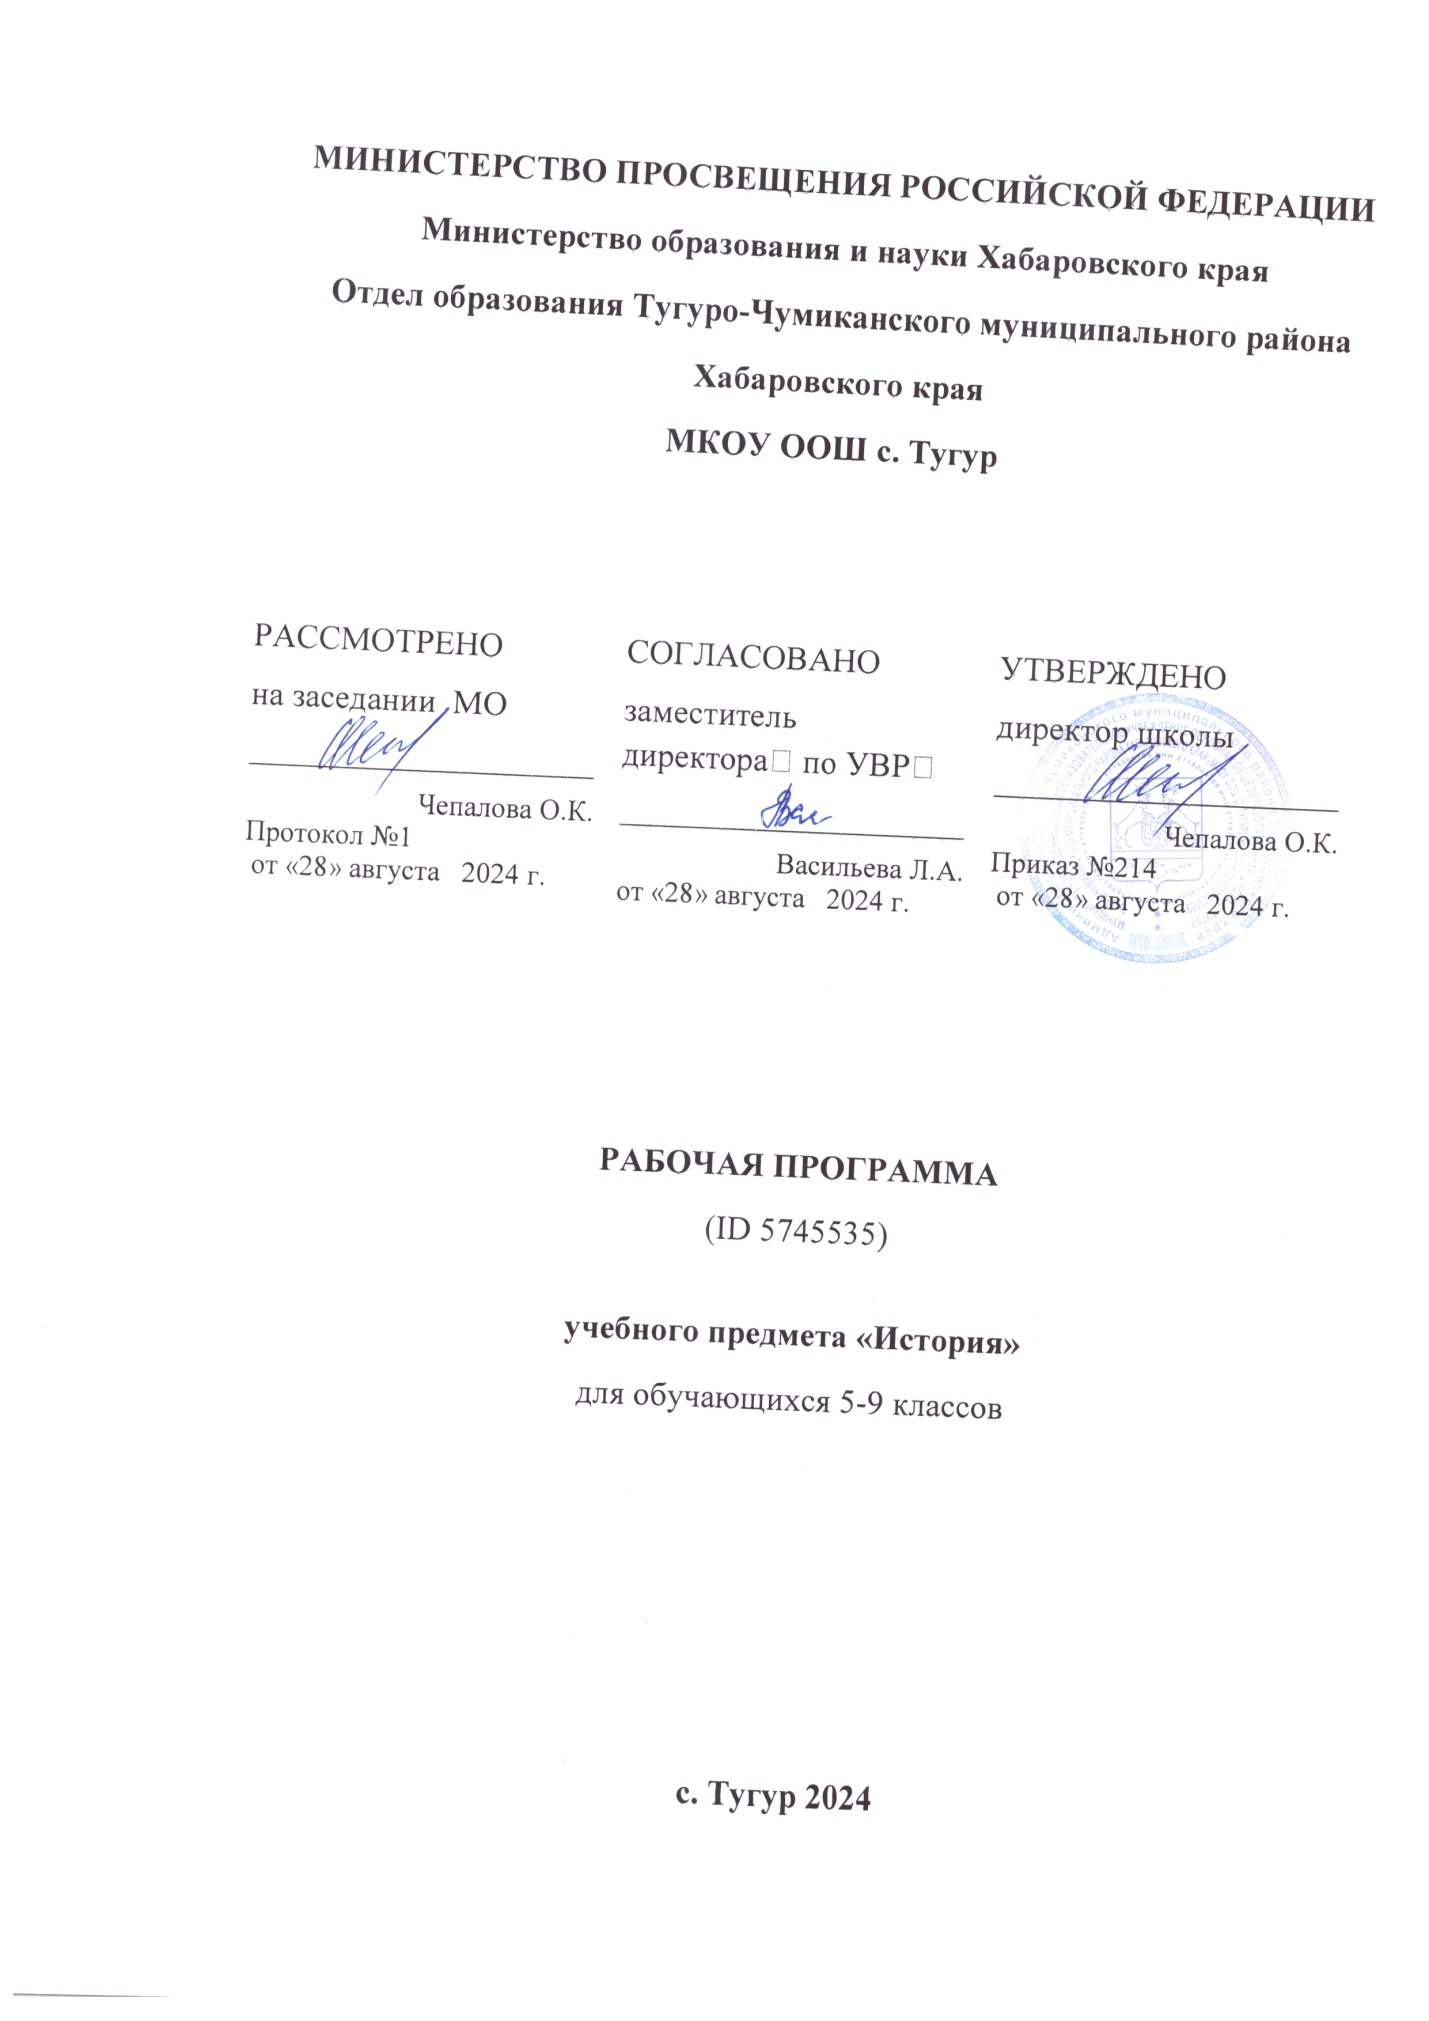 МИНИСТЕРСТВО ПРОСВЕЩЕНИЯ РОССИЙСКОЙ ФЕДЕРАЦИИ
Министерство образования и науки Хабаровского края
Отдел образования Тугуро-Чумиканского муниципального района
Хабаровского края
МКОУ ООШ с. Тугур
РАССМОТРЕНО
на заседании МО
Чепалова О.К.
Протокол №1
от «28» августа 2024 г.
СОГЛАСОВАНО
заместитель
директора по УВР
Васильева Л.А.
от «28» августа 2024 г.
УТВЕРЖДЕНО
директор школы
Чепалова О.К.
Приказ №214
от «28» августа 2024 г.
РАБОЧАЯ ПРОГРАММА
(ID 5745535)
учебного предмета «История»
для обучающихся 5-9 классов
с. Тугур 2024